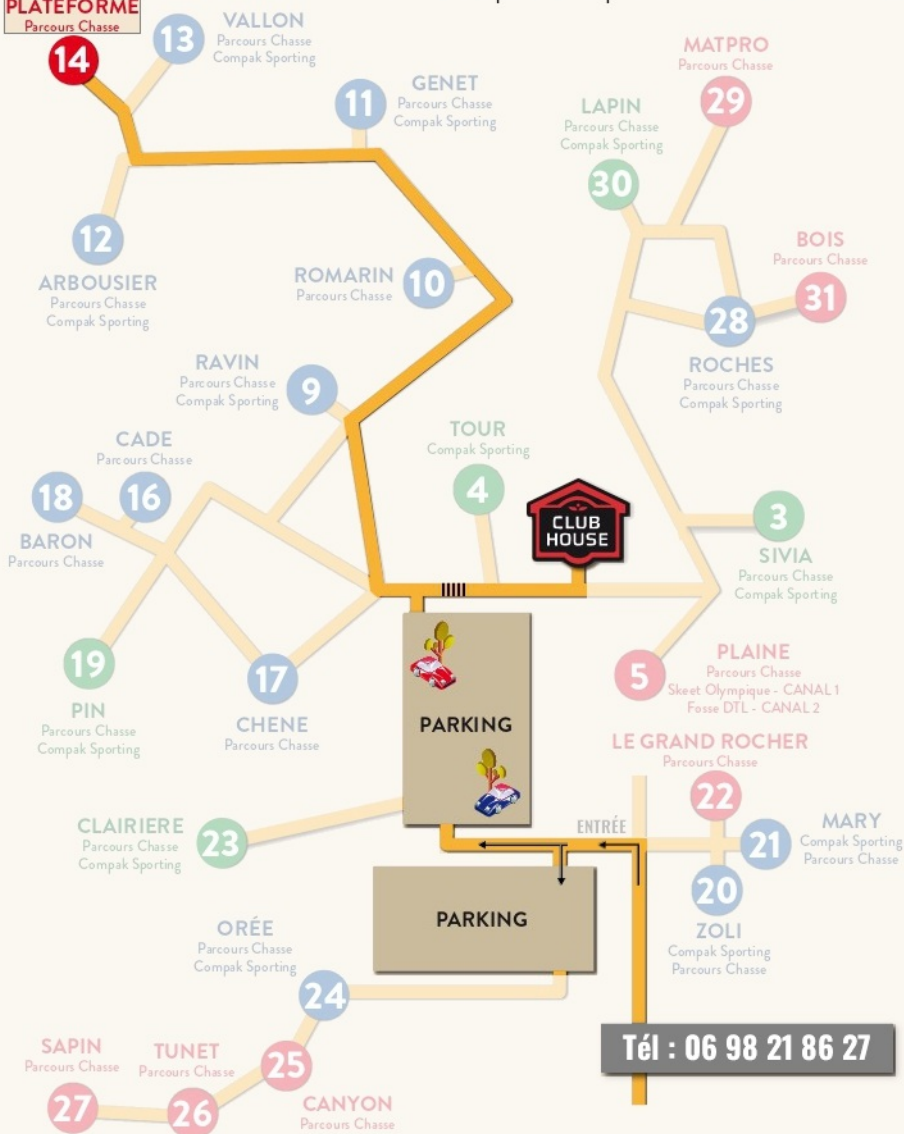 PLATEFORME
Parcours Chasse
14
13
VALLON
Parcours Chasse
Compak Sporting
11
GENET
Parcours Chasse
Compak Sporting
MATPRO
Parcours Chasse
29
LAPIN
Parcours Chasse
Compak Sporting
30
12
ARBOUSIER
Parcours Chasse
Compak Sporting
ROMARIN
Parcours Chasse
10
BOIS
Parcours Chasse
31
28
ROCHES
Parcours Chasse
Compak Sporting
RAVIN
Parcours Chasse
Compak Sporting
9
CADE
Parcours Chasse
16
18
BARON
Parcours Chasse
TOUR
Compak Sporting
4
CLUB
HOUSE
3
SIVIA
Parcours Chasse
Compak Sporting
19
PIN
Parcours Chasse
Compak Sporting
17
CHENE
Parcours Chasse
5
PLAINE
Parcours Chasse
Skeet Olympique - CANAL 1
Fosse DTL - CANAL 2
PARKING
LE GRAND ROCHER
Parcours Chasse
22
CLAIRIERE
Parcours Chasse
Compak Sporting
23
ENTRÉE
21
MARY
Compak Sporting
Parcours Chasse
20
ZOLI
Compak Sporting
Parcours Chasse
PARKING
ORÉE
Parcours Chasse
Compak Sporting
24
Tél : 06 98 21 86 27
SAPIN
Parcours Chasse
27
TUNET
Parcours Chasse
26
25
CANYON
Parcours Chasse